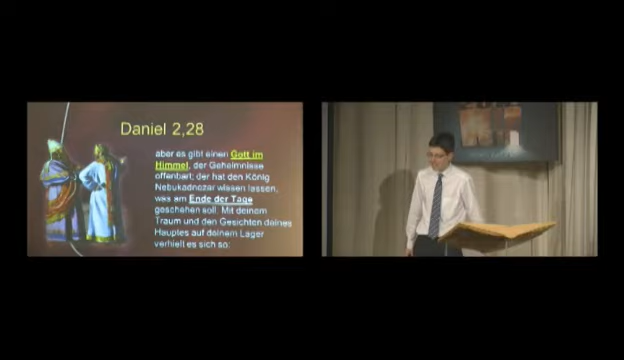 Daniel 2,28
aber es gibt einen Gott im
Himmel, der Geheimnisse
offenbart; der hat den König
Nebukadnezar wissen lassen,
was am Ende der Tage
geschehen soll. Mit deinem
Traum und den Gesichten deines
Hauptes auf deinem Lager
verhielt es sich so: